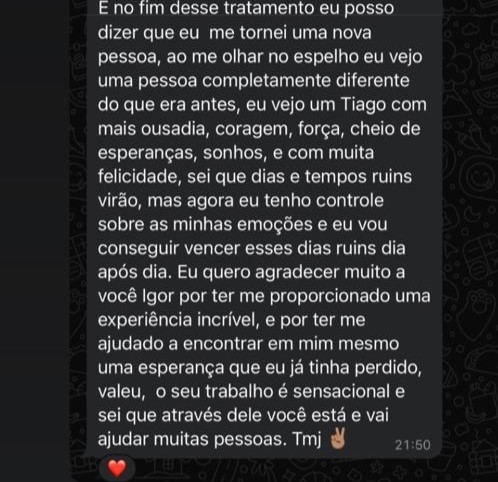 E no fim desse tratamento eu posso
dizer que eu  me tornei uma nova
pessoa, ao me olhar no espelho eu vejo
uma pessoa completamente diferente
do que era antes, eu vejo um Tiago com
mais ousadia, coragem, força, cheio de
esperanças, sonhos, e com muita
felicidade, sei que dias e tempos ruins
virão, mas agora eu tenho controle
sobre as minhas emoções e eu vou
conseguir vencer esses dias ruins dia
após dia. Eu quero agradecer muito a
você Igor por ter me proporcionado uma
experiência incrível, e por ter me
ajudado a encontrar em mim mesmo
uma esperança que eu já tinha perdido,
valeu,  o seu trabalho é sensacional e
sei que através dele você está e vai
ajudar muitas pessoas. Tmj ✌🏽 21:50
❤️